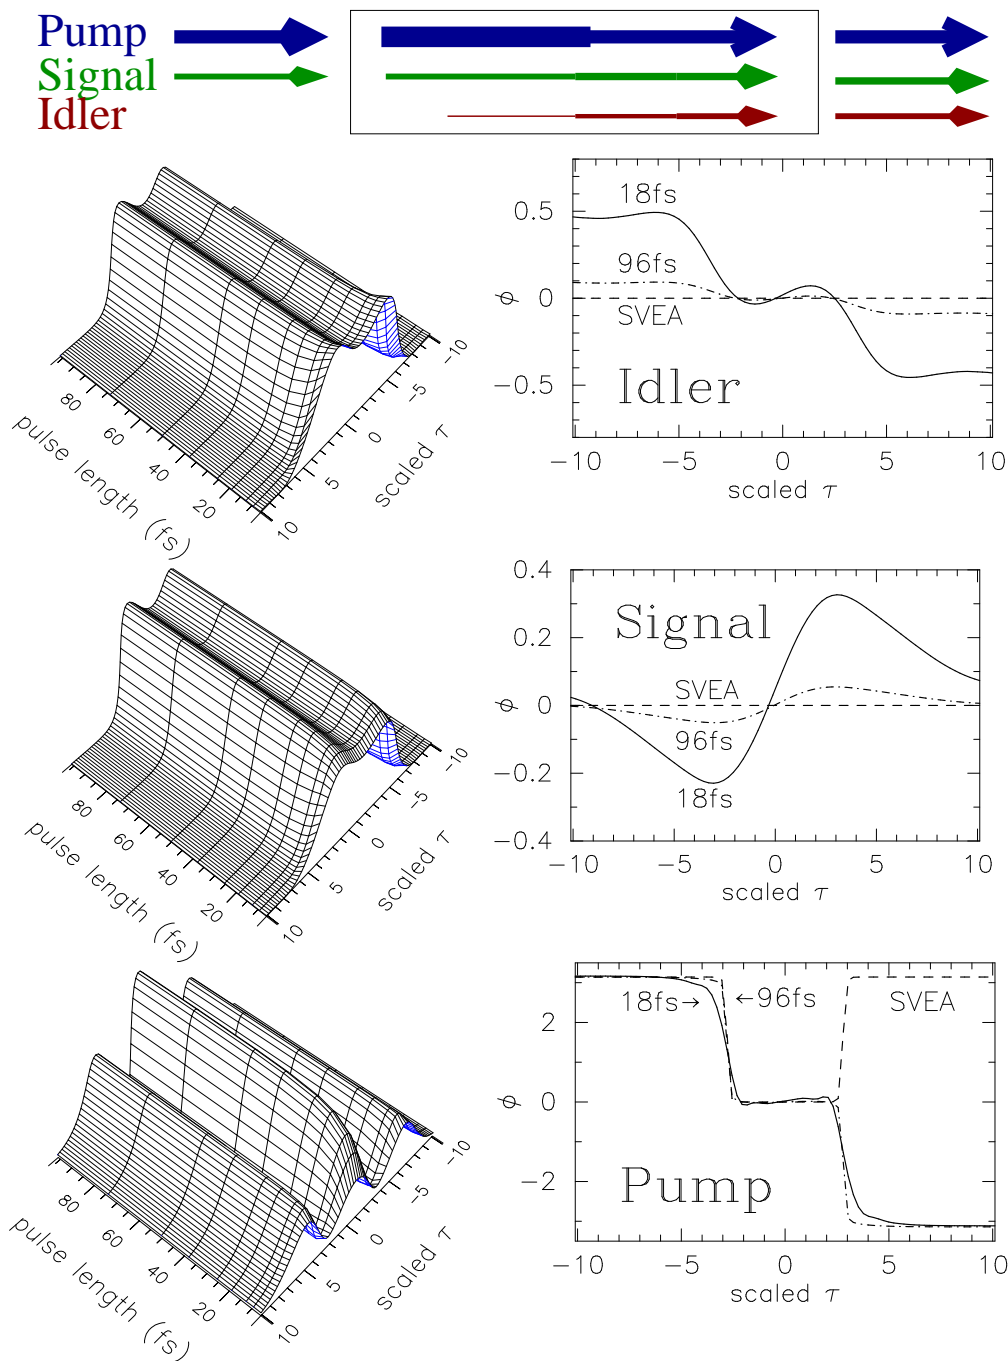 Pump
Signal
Idler
80
60
40
20
pulse length (fs)
-10
-5
0
5
10
scaled τ
0.5
0
-0.5
ϕ
18fs
96fs
SVEA
Idler
-10 -5 0 5 10
scaled τ
80
60
40
20
pulse length (fs)
-10
-5
0
5
10
scaled τ
0.4
0.2
0
-0.2
-0.4
ϕ
Signal
SVEA
96fs
18fs
-10 -5 0 5 10
scaled τ
80
60
40
20
pulse length (fs)
-10
-5
0
5
10
scaled τ
2
0
-2
ϕ
18fs→ ←96fs SVEA
Pump
-10 -5 0 5 10
scaled τ